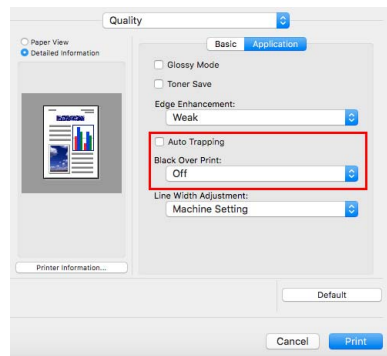 Quality
Paper View
Detailed Information
Basic Application
Glossy Mode
Toner Save
Edge Enhancement:
Weak
Auto Trapping
Black Over Print:
Off
Line Width Adjustment:
Machine Setting
Printer Information...
Default
Cancel Print